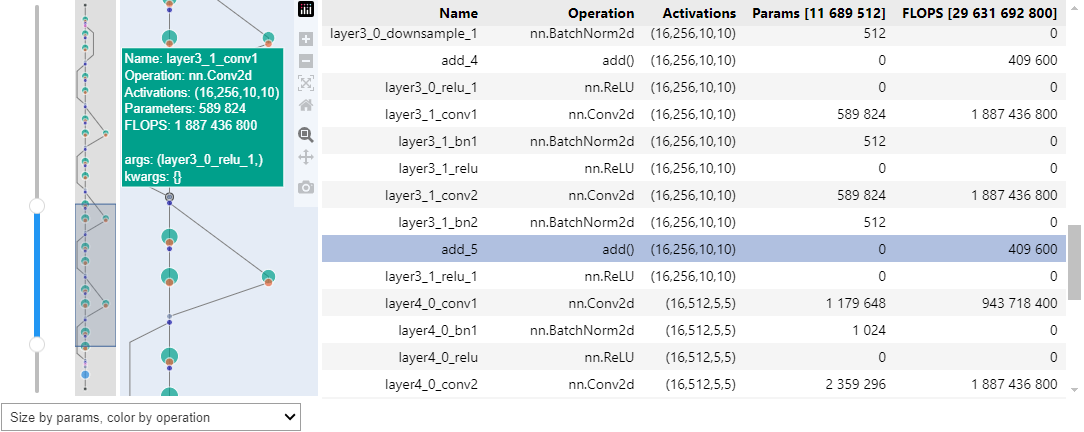 Name: layer3_1_conv1
Operation: nn.Conv2d
Activations: (16,256,10,10)
Parameters: 589 824
FLOPS: 1 887 436 800
args: (layer3_0_relu_1,)
kwargs: {}
Name Operation Activations Params [11 689 512] FLOPS [29 631 692 800]
layer3_0_downsample_1 nn.BatchNorm2d (16,256,10,10) 512 0
add_4 add() (16,256,10,10) 0 409 600
layer3_0_relu_1 nn.ReLU (16,256,10,10) 0 0
layer3_1_conv1 nn.Conv2d (16,256,10,10) 589 824 1 887 436 800
layer3_1_bn1 nn.BatchNorm2d (16,256,10,10) 512 0
layer3_1_relu nn.ReLU (16,256,10,10) 0 0
layer3_1_conv2 nn.Conv2d (16,256,10,10) 589 824 1 887 436 800
layer3_1_bn2 nn.BatchNorm2d (16,256,10,10) 512 0
add_5 add() (16,256,10,10) 0 409 600
layer3_1_relu_1 nn.ReLU (16,256,10,10) 0 0
layer4_0_conv1 nn.Conv2d (16,512,5,5) 1 179 648 943 718 400
layer4_0_bn1 nn.BatchNorm2d (16,512,5,5) 1 024 0
layer4_0_relu nn.ReLU (16,512,5,5) 0 0
layer4_0_conv2 nn.Conv2d (16,512,5,5) 2 359 296 1 887 436 800
Size by params, color by operation